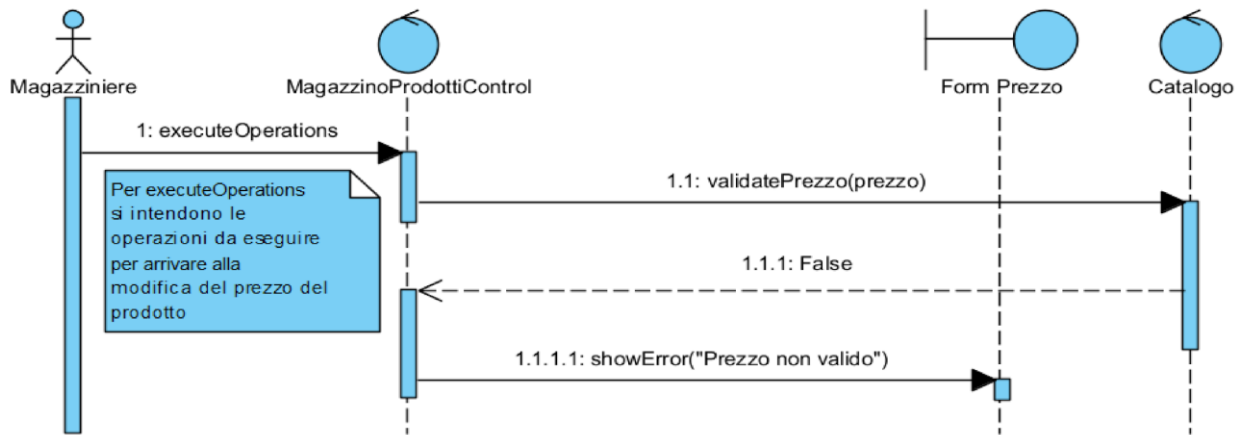 Magazziniere
MagazzinoProdottiControl
Form Prezzo
Catalogo
1: executeOperations
Per executeOperations
si intendono le
operazioni da eseguire
per arrivare alla
modifica del prezzo del
prodotto
1.1: validatePrezzo(prezzo)
1.1.1: False
1.1.1.1: showError("Prezzo non valido")